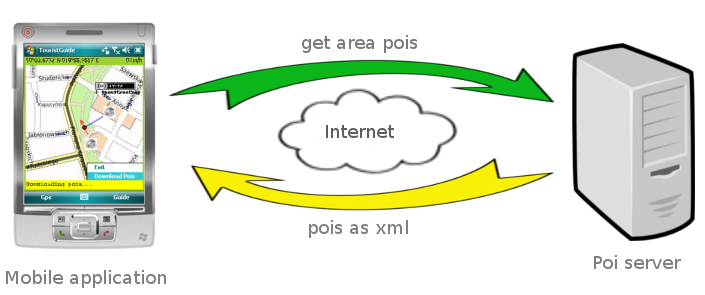 get area pois
TouristGuide
Internet
Exit
Download Pois
Downloading pois...
Gps
Guide
pois as xml
Poi server
Mobile application